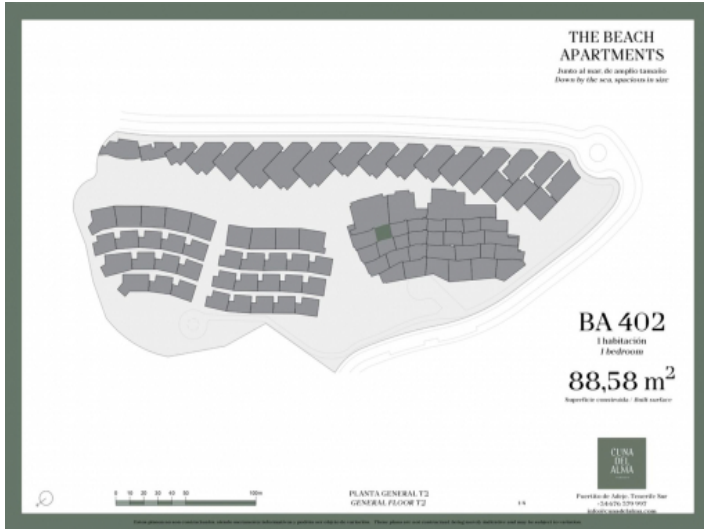 THE BEACH
APARTMENTS
Junto al mar, de amplio tamaño
Down by the sea, spacious in size
BA 402
1 habitación
1 bedroom
88,58 m²
Superficie construida / Built surface
CUNA
DEL
ALMA
Puertito de Adeje, Tenerife Sur
0 10 20 30 40 50 100m
PLANTA GENERAL T2
GENERAL FLOOR T2